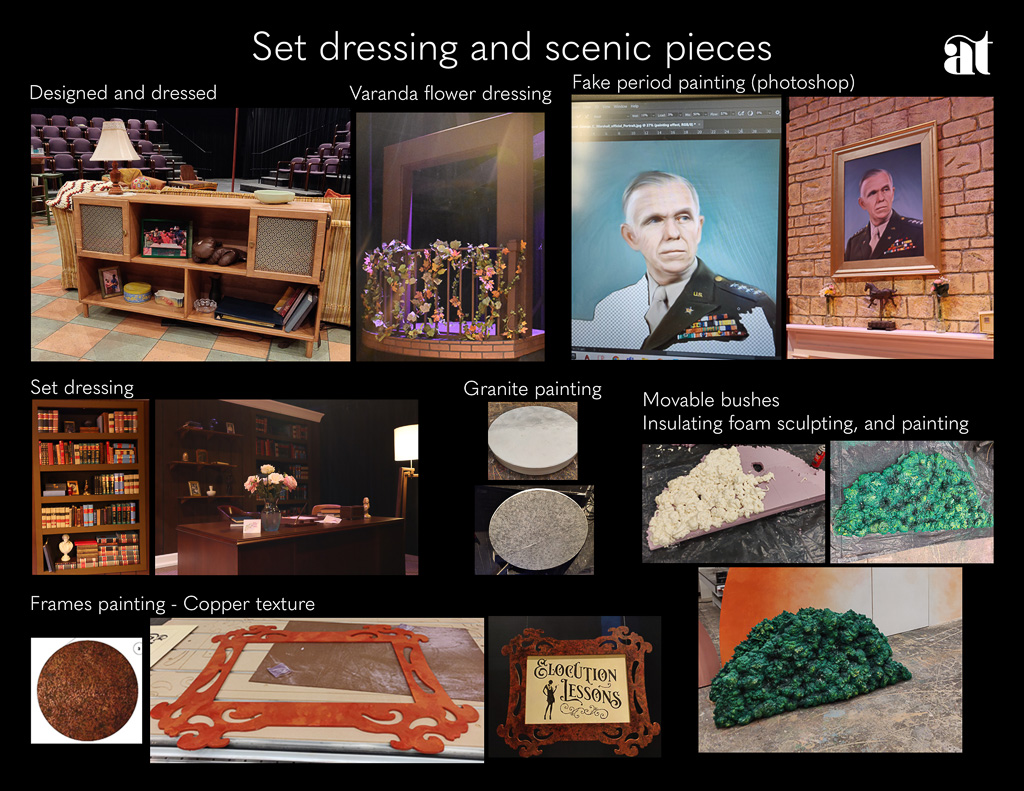 Set dressing and scenic pieces
at
Designed and dressed
Varanda flower dressing
Fake period painting (photoshop)
U.S.
Set dressing
Granite painting
Movable bushes
Insulating foam sculpting, and painting
Frames painting - Copper texture
ELOCUTION
LESSONS